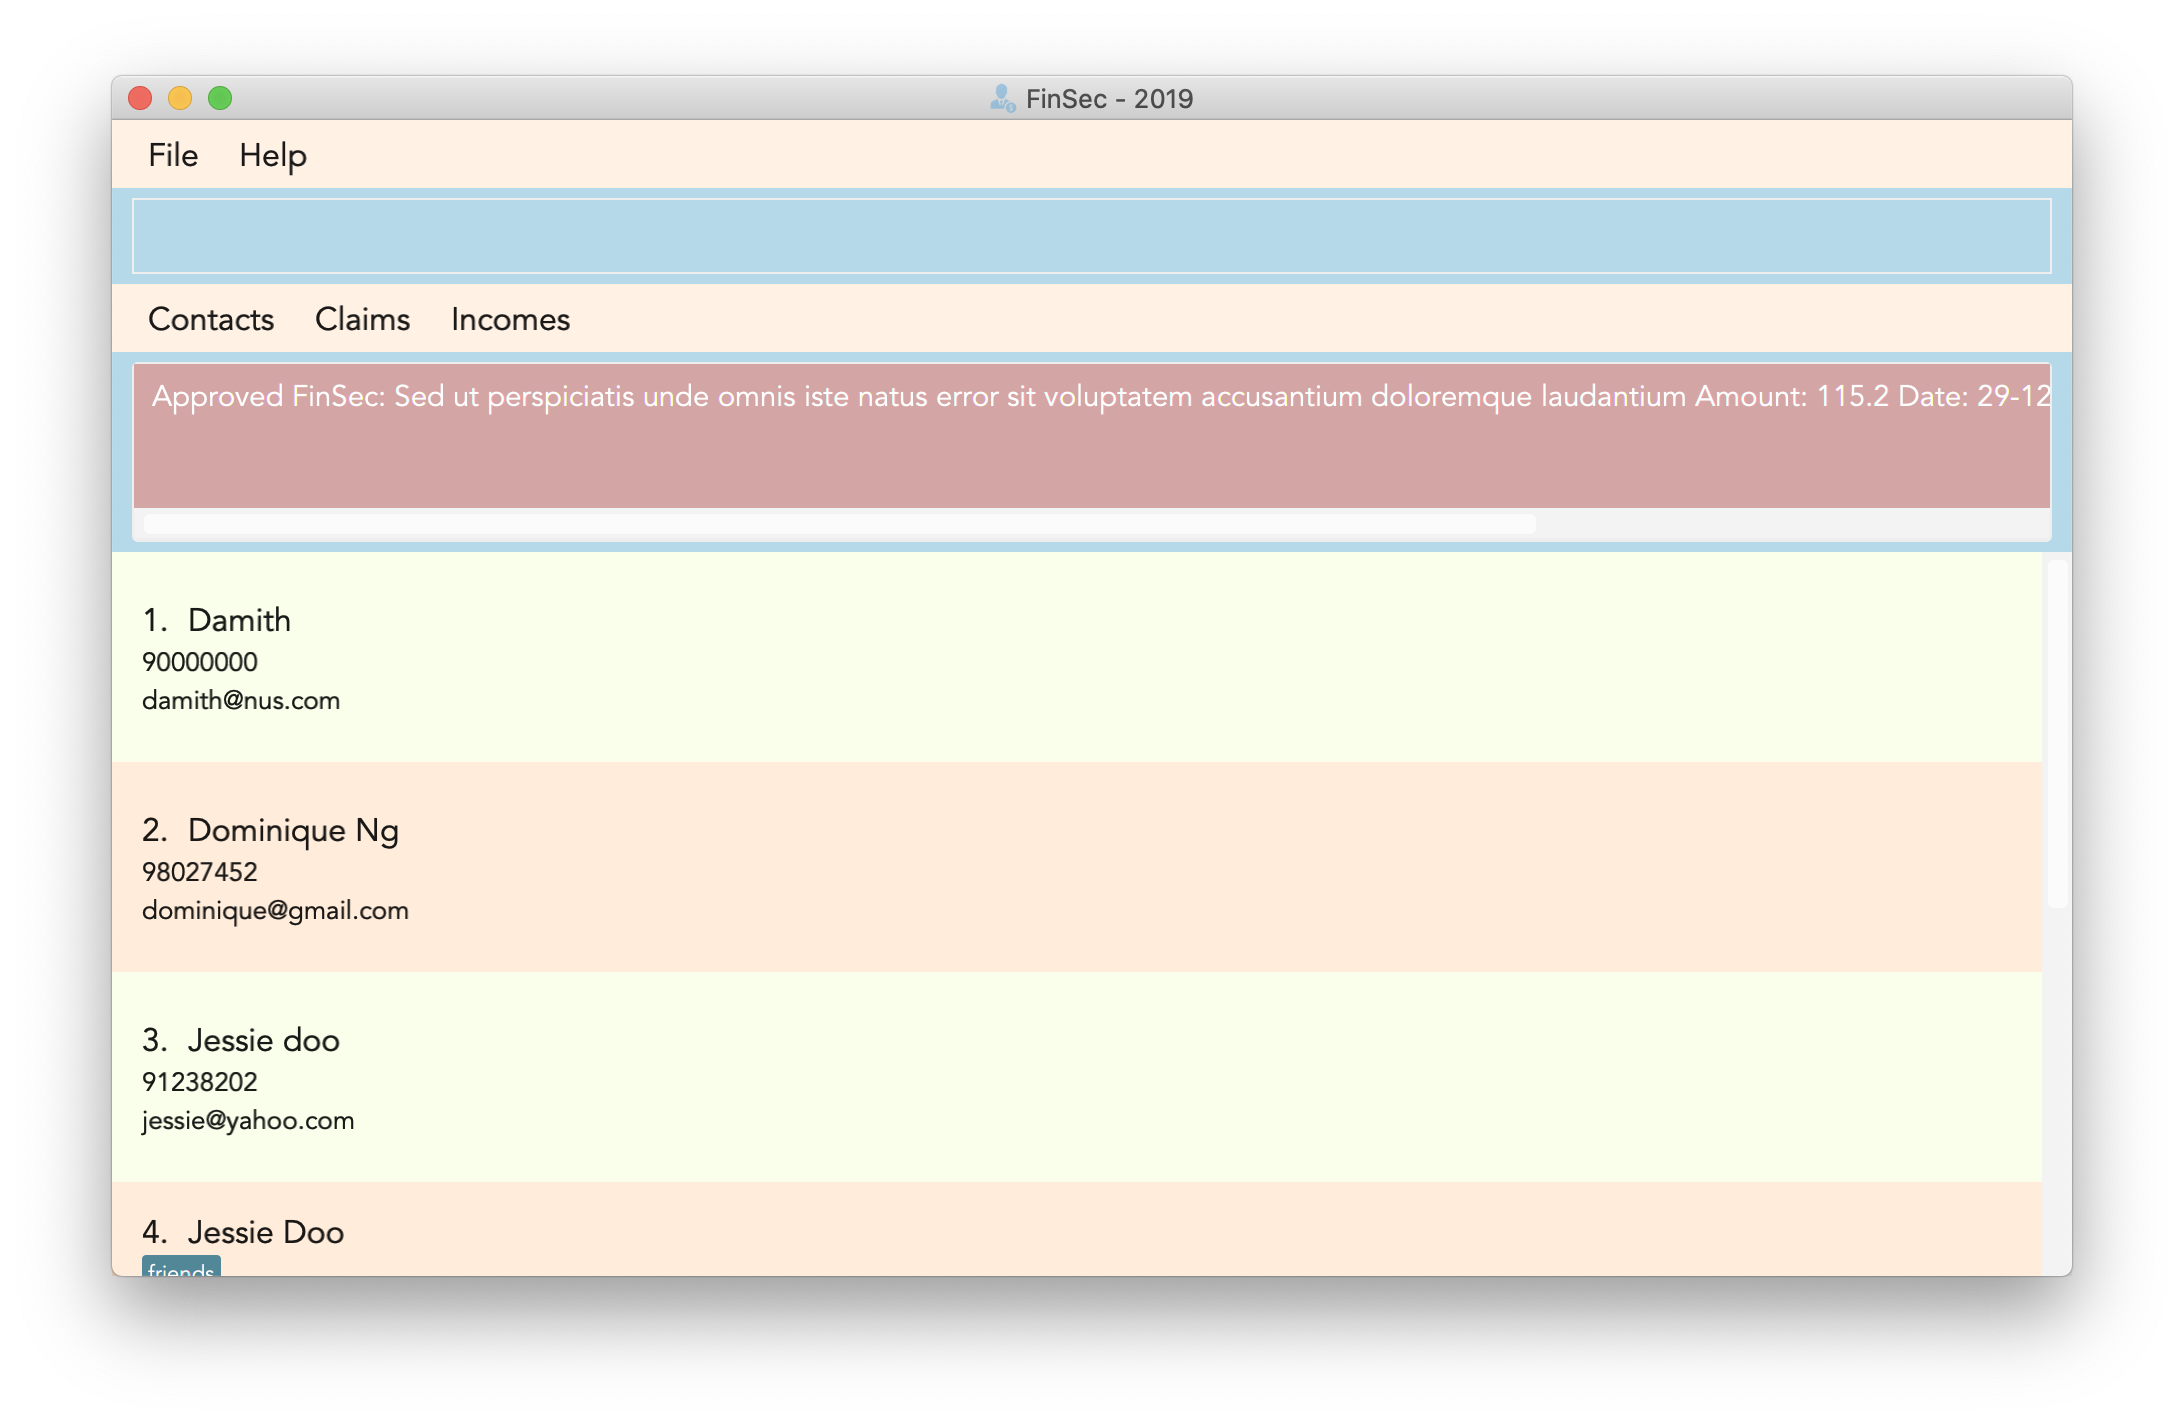 FinSec - 2019
File Help
Contacts Claims Incomes
Approved FinSec: Sed ut perspiciatis unde omnis iste natus error sit voluptatem accusantium doloremque laudantium Amount: 115.2 Date: 29-12
1. Damith
90000000
damith@nus.com
2. Dominique Ng
98027452
dominique@gmail.com
3. Jessie doo
91238202
jessie@yahoo.com
4. Jessie Doo
friends